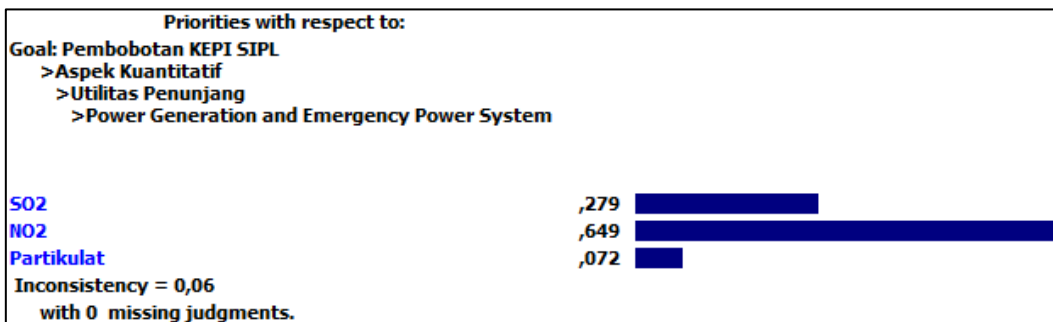 Priorities with respect to:
Goal: Pembobotan KEPI SIPL
>Aspek Kuantitatif
>Utilitas Penunjang
>Power Generation and Emergency Power System
SO2 ,279
NO2 ,649
Partikulat ,072
Inconsistency = 0,06
with 0 missing judgments.